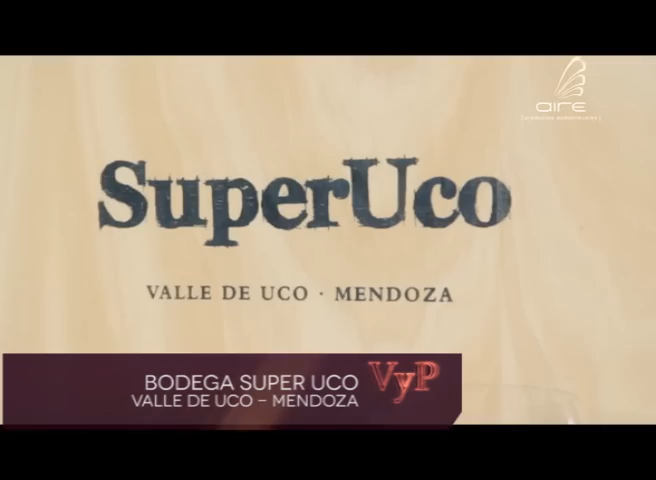 aire
SuperUco
VALLE DE UCO · MENDOZA
BODEGA SUPER UCO
VyP
VALLE DE UCO – MENDOZA